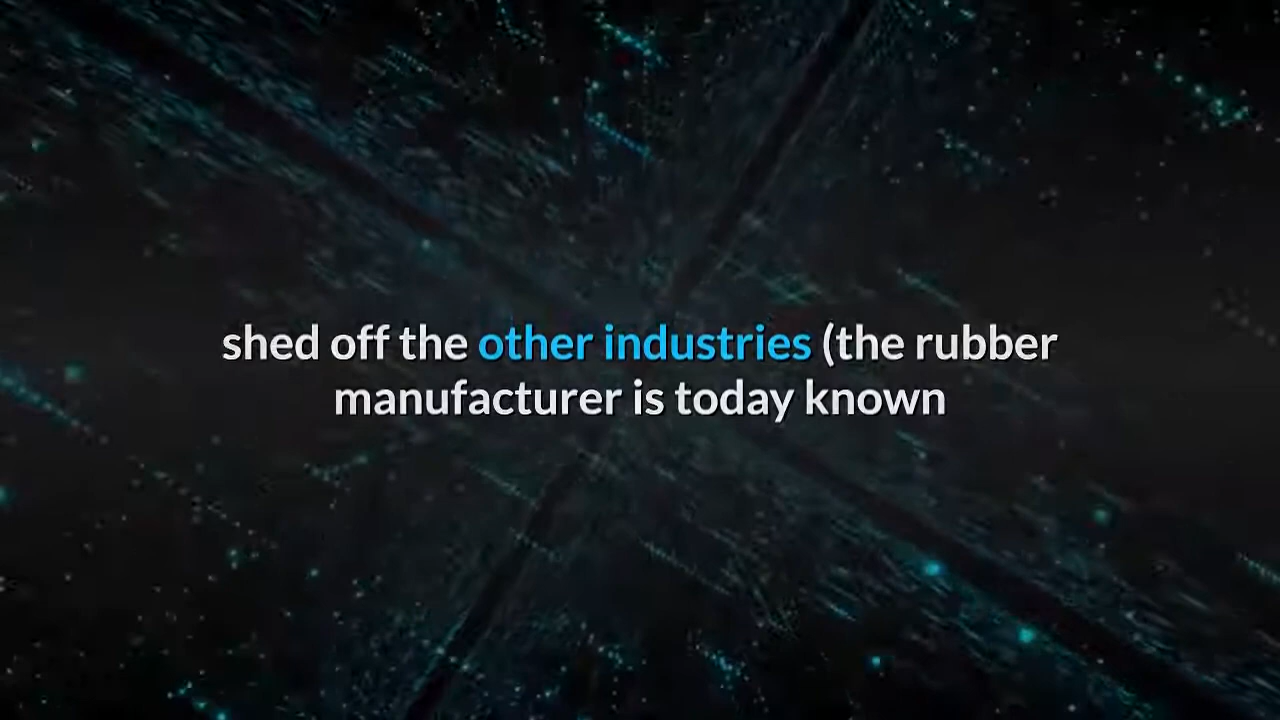 shed off the other industries (the rubber
manufacturer is today known